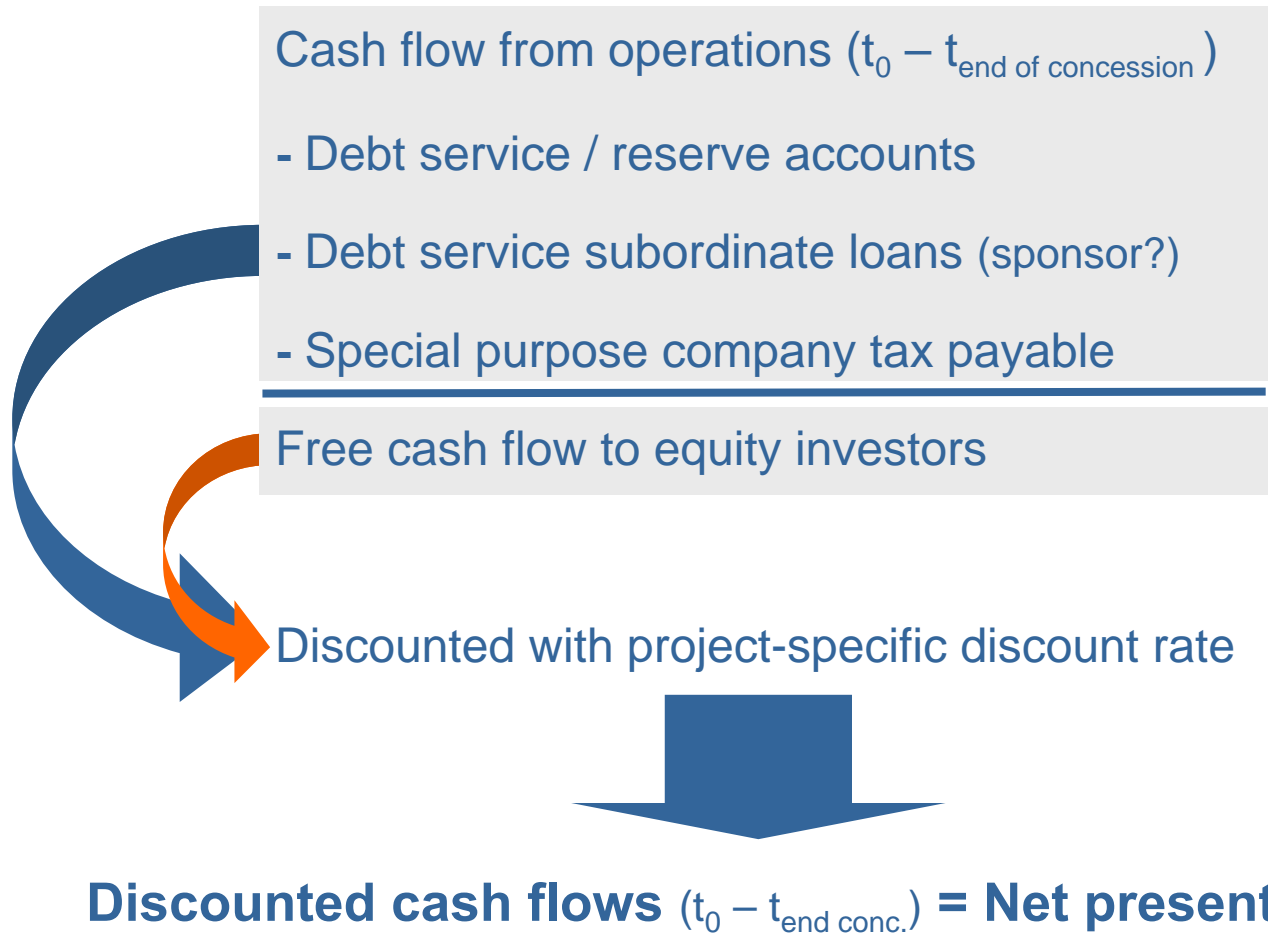 Cash flow from operations (t0 – tend of concession )
- Debt service / reserve accounts
- Debt service subordinate loans (sponsor?)
- Special purpose company tax payable
Free cash flow to equity investors
Discounted with project-specific discount rate
Discounted cash flows (t0 – tend conc.) = Net present